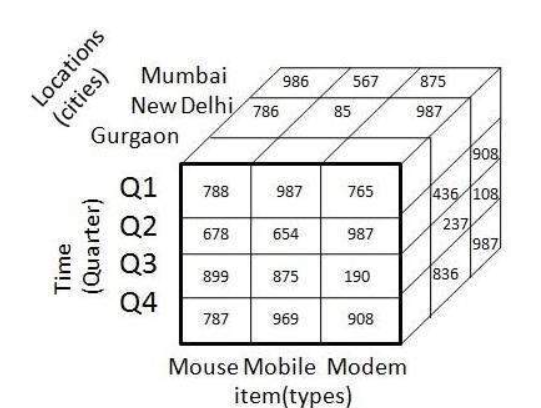 Locations
(cities)
Mumbai
New Delhi
Gurgaon
986 567 875
786 85 987
Time
(Quarter)
Q1
Q2
Q3
Q4
788 987 765
678 654 987
899 875 190
787 969 908
908
436 108
237
987
836
Mouse Mobile Modem
item(types)